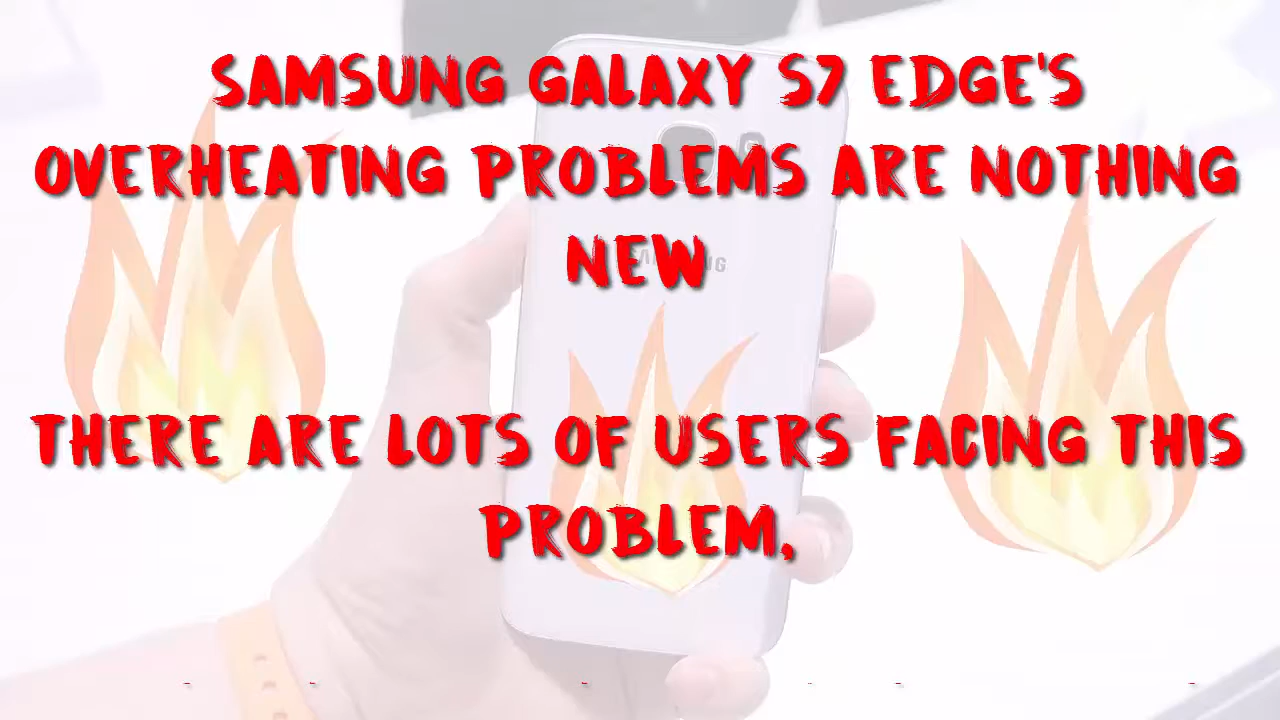 SAMSUNG GALAXY S7 EDGE'S
OVERHEATING PROBLEMS ARE NOTHING
NEW
THERE ARE LOTS OF USERS FACING THIS
PROBLEM,